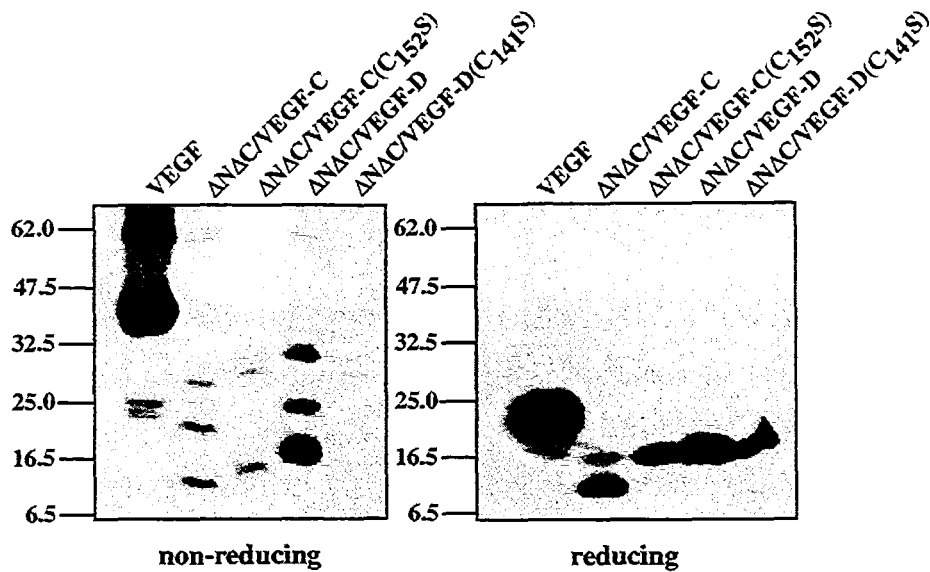 VEGF
ΔNΔC/VEGF-C
ΔNΔC/VEGF-C(C152S)
ΔNΔC/VEGF-D
ΔNΔC/VEGF-D(C141S)
62.0
47.5
32.5
25.0
16.5
6.5
non-reducing
VEGF
ΔNΔC/VEGF-C
ΔNΔC/VEGF-C(C152S)
ΔNΔC/VEGF-D
ΔNΔC/VEGF-D(C141S)
62.0
47.5
32.5
25.0
16.5
6.5
reducing